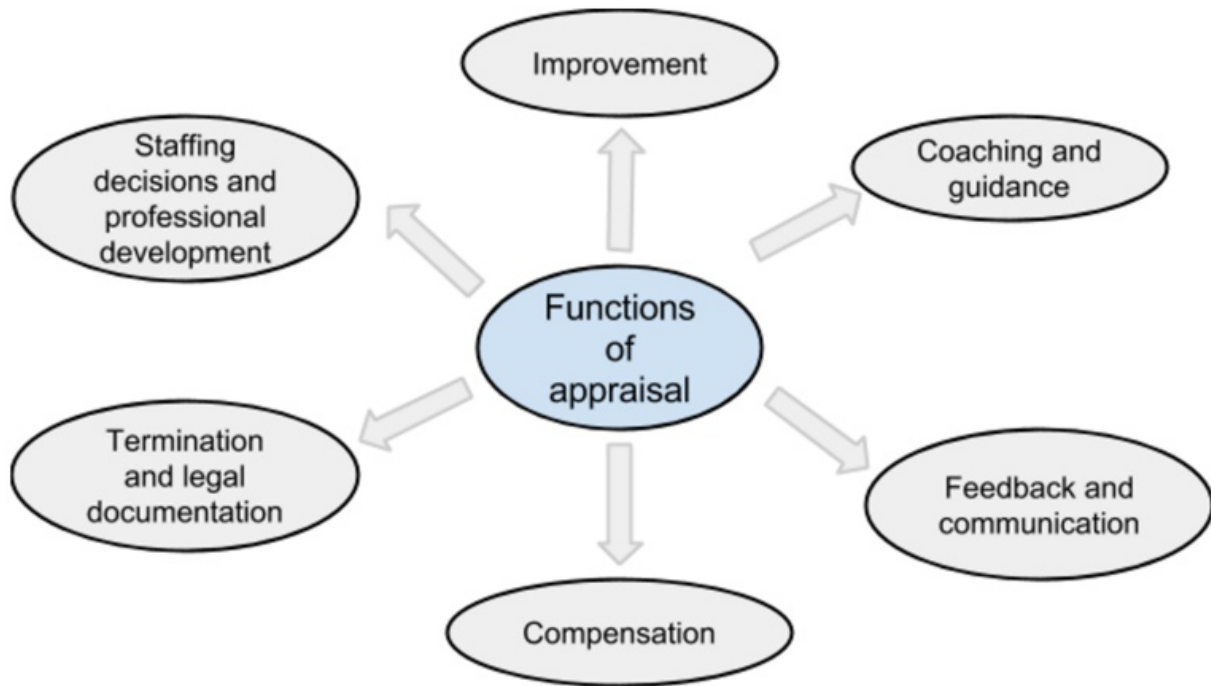 Improvement
Staffing
decisions and
professional
development
Coaching and
guidance
Functions
of
appraisal
Termination
and legal
documentation
Feedback and
communication
Compensation